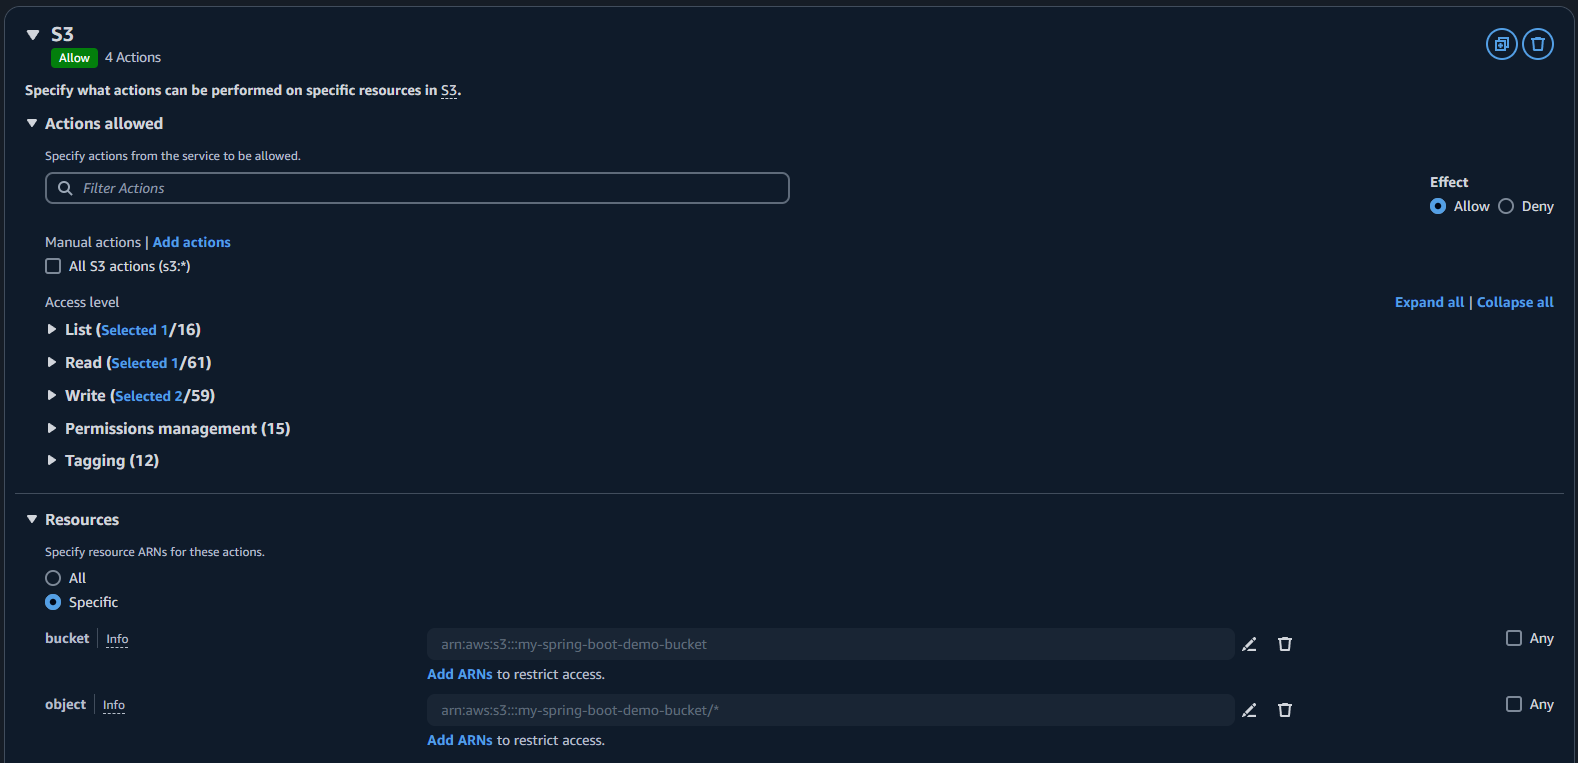 S3
Allow 4 Actions
Specify what actions can be performed on specific resources in S3.
Actions allowed
Specify actions from the service to be allowed.
Filter Actions
Effect
Allow Deny
Manual actions | Add actions
All S3 actions (s3:*)
Access level
Expand all | Collapse all
List (Selected 1/16)
Read (Selected 1/61)
Write (Selected 2/59)
Permissions management (15)
Tagging (12)
Resources
Specify resource ARNs for these actions.
All
Specific
bucket | Info
arn:aws:s3:::my-spring-boot-demo-bucket
Any
Add ARNs to restrict access.
object | Info
arn:aws:s3:::my-spring-boot-demo-bucket/*
Any
Add ARNs to restrict access.